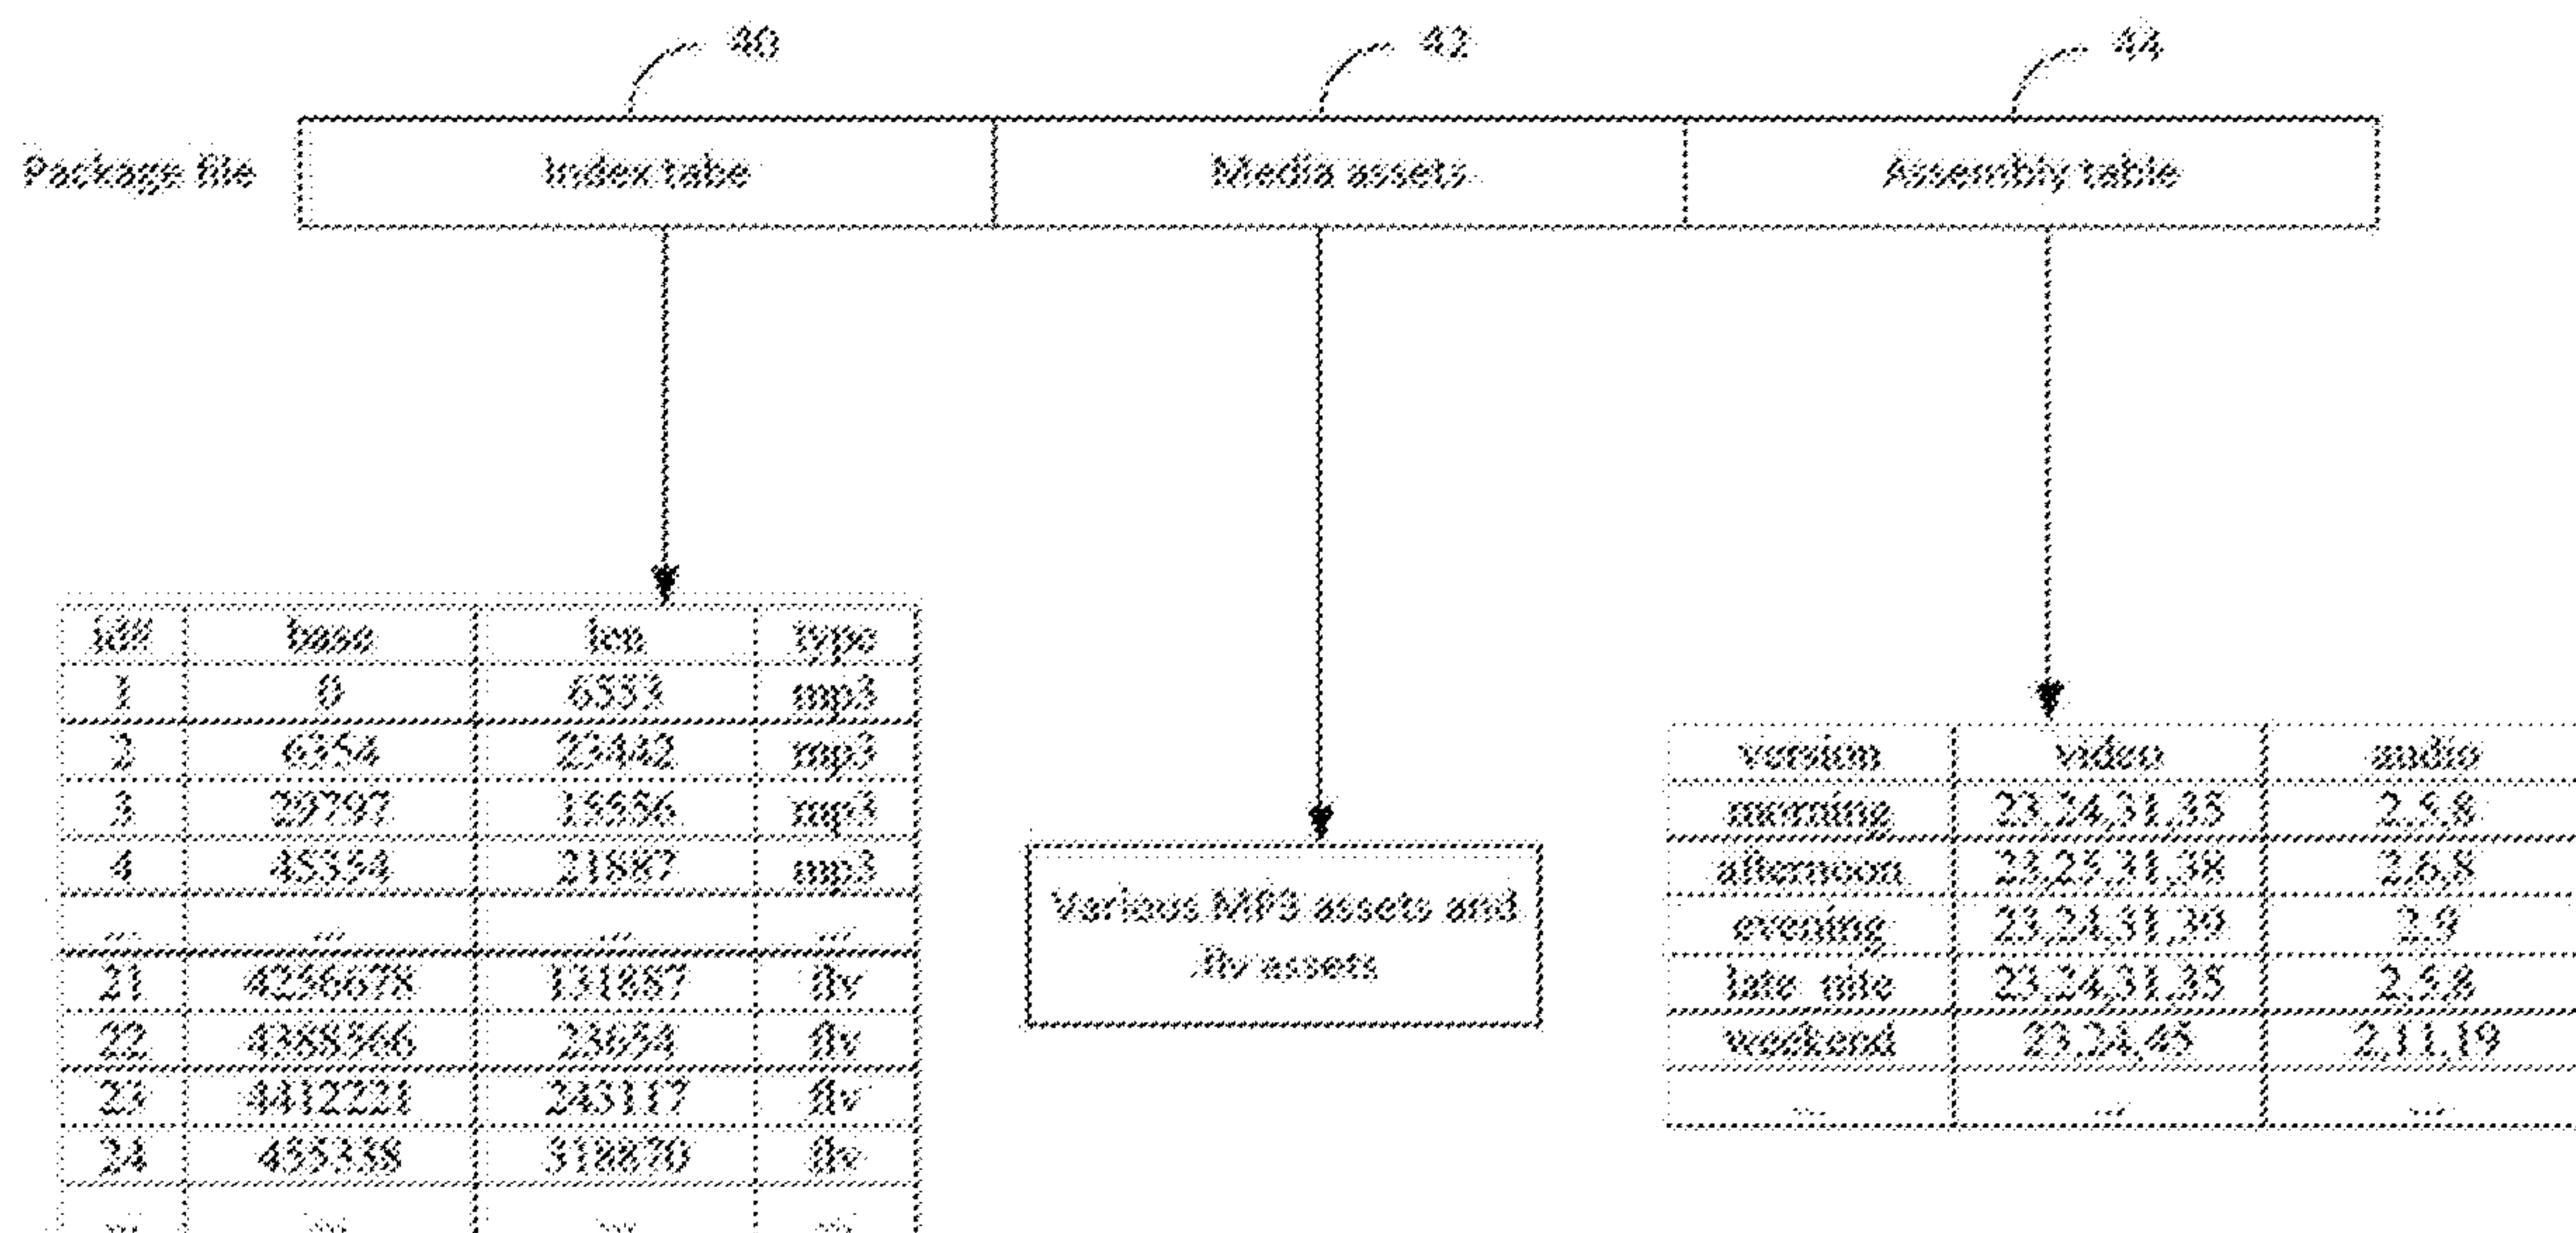 40 42 44
Package file Index tabe Media assets Assembly table
id# base len type
1 0 6553 mp3
2 6354 23442 mp3
3 29797 15556 mp3
4 45354 21887 mp3
... ... ... ...
21 4256678 131887 flv
22 4388566 23654 flv
23 4412221 243117 flv
24 455338 318870 flv
... ... ... ...
Various MP3 assets and
.flv assets
version video audio
morning 23,24,31,35 2,5,8
afternoon 23,25,31,38 2,6,8
evening 23,24,31,39 2,9
late nite 23,24,31,35 2,5,8
weekend 23,24,45 2,11,19
... ... ...